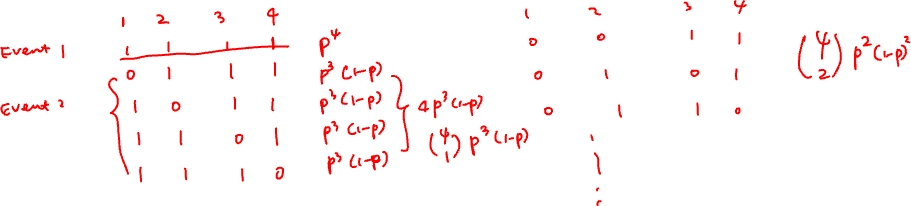 1 2 3 4
Event 1 1 1 1 1 p^4
0 1 1 1 p^3 (1-p)
Event 2 1 0 1 1 p^3 (1-p)
1 1 0 1 p^3 (1-p)
1 1 1 0 p^3 (1-p)
4p^3 (1-p)
(4 1) p^3 (1-p)
1 2 3 4
0 0 1 1
0 1 0 1
0 1 1 0
(4 2) p^2 (1-p)^2